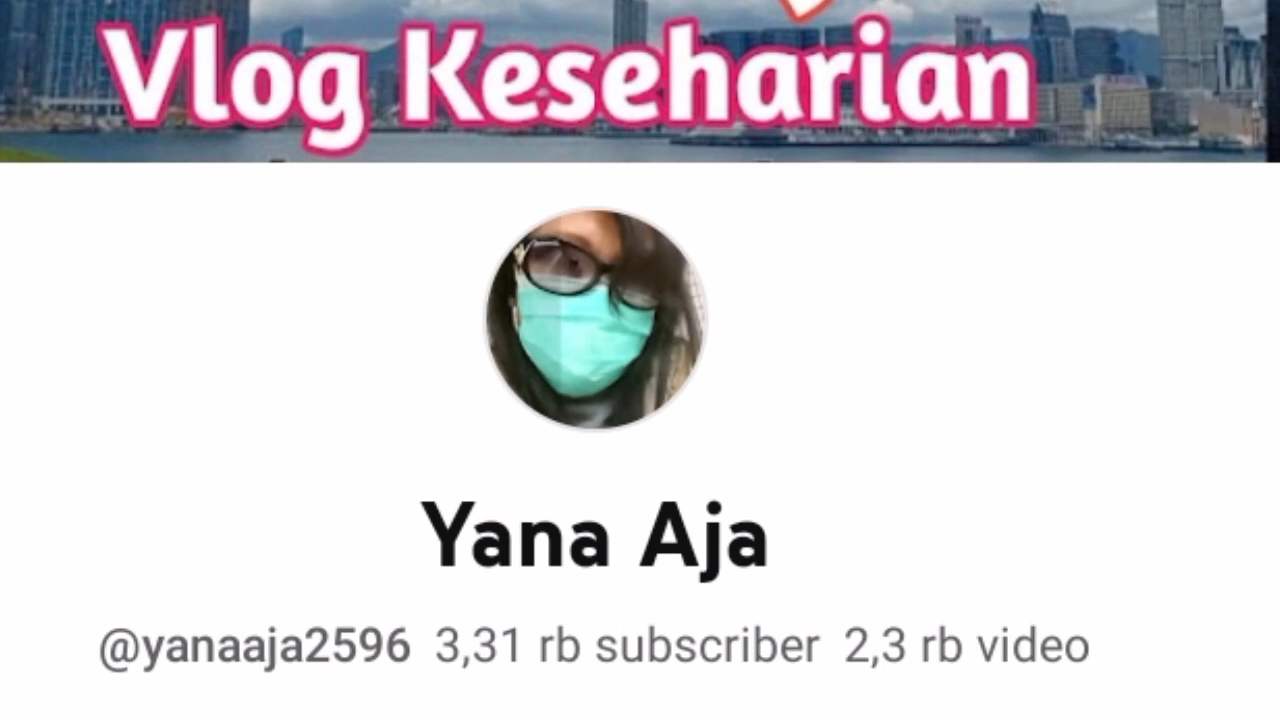 Vlog Keseharian
Yana Aja
@yanaaja2596 3,31 rb subscriber 2,3 rb video